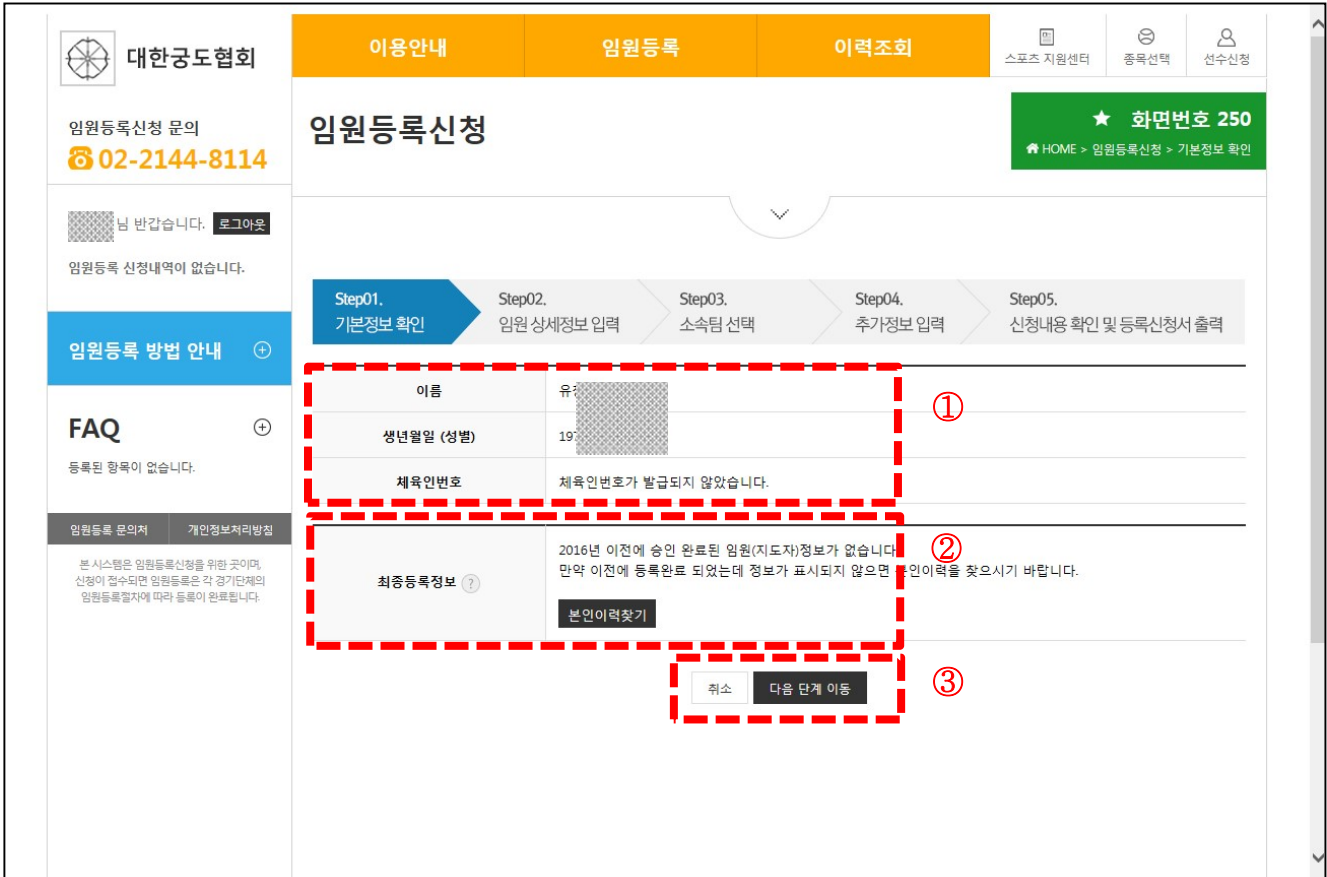 대한궁도협회
이용안내
임원등록
이력조회
스포츠 지원센터
종목선택
선수신청
임원등록신청 문의
02-2144-8114
임원등록신청
★ 화면번호 250
HOME > 임원등록신청 > 기본정보 확인
님 반갑습니다. 로그아웃
임원등록 신청내역이 없습니다.
Step01.
기본정보 확인
Step02.
임원 상세정보 입력
Step03.
소속팀 선택
Step04.
추가정보 입력
Step05.
신청내용 확인 및 등록신청서 출력
임원등록 방법 안내
FAQ
등록된 항목이 없습니다.
임원등록 문의처
개인정보처리방침
본 시스템은 임원등록신청을 위한 곳이며,
신청이 접수되면 임원등록은 각 경기단체의
임원등록절차에 따라 등록이 완료됩니다.
이름
유
①
생년월일 (성별)
197
체육인번호
체육인번호가 발급되지 않았습니다.
최종등록정보 ?
2016년 이전에 승인 완료된 임원(지도자)정보가 없습니다
②
만약 이전에 등록완료 되었는데 정보가 표시되지 않으면 본인이력을 찾으시기 바랍니다.
본인이력찾기
취소
다음 단계 이동
③